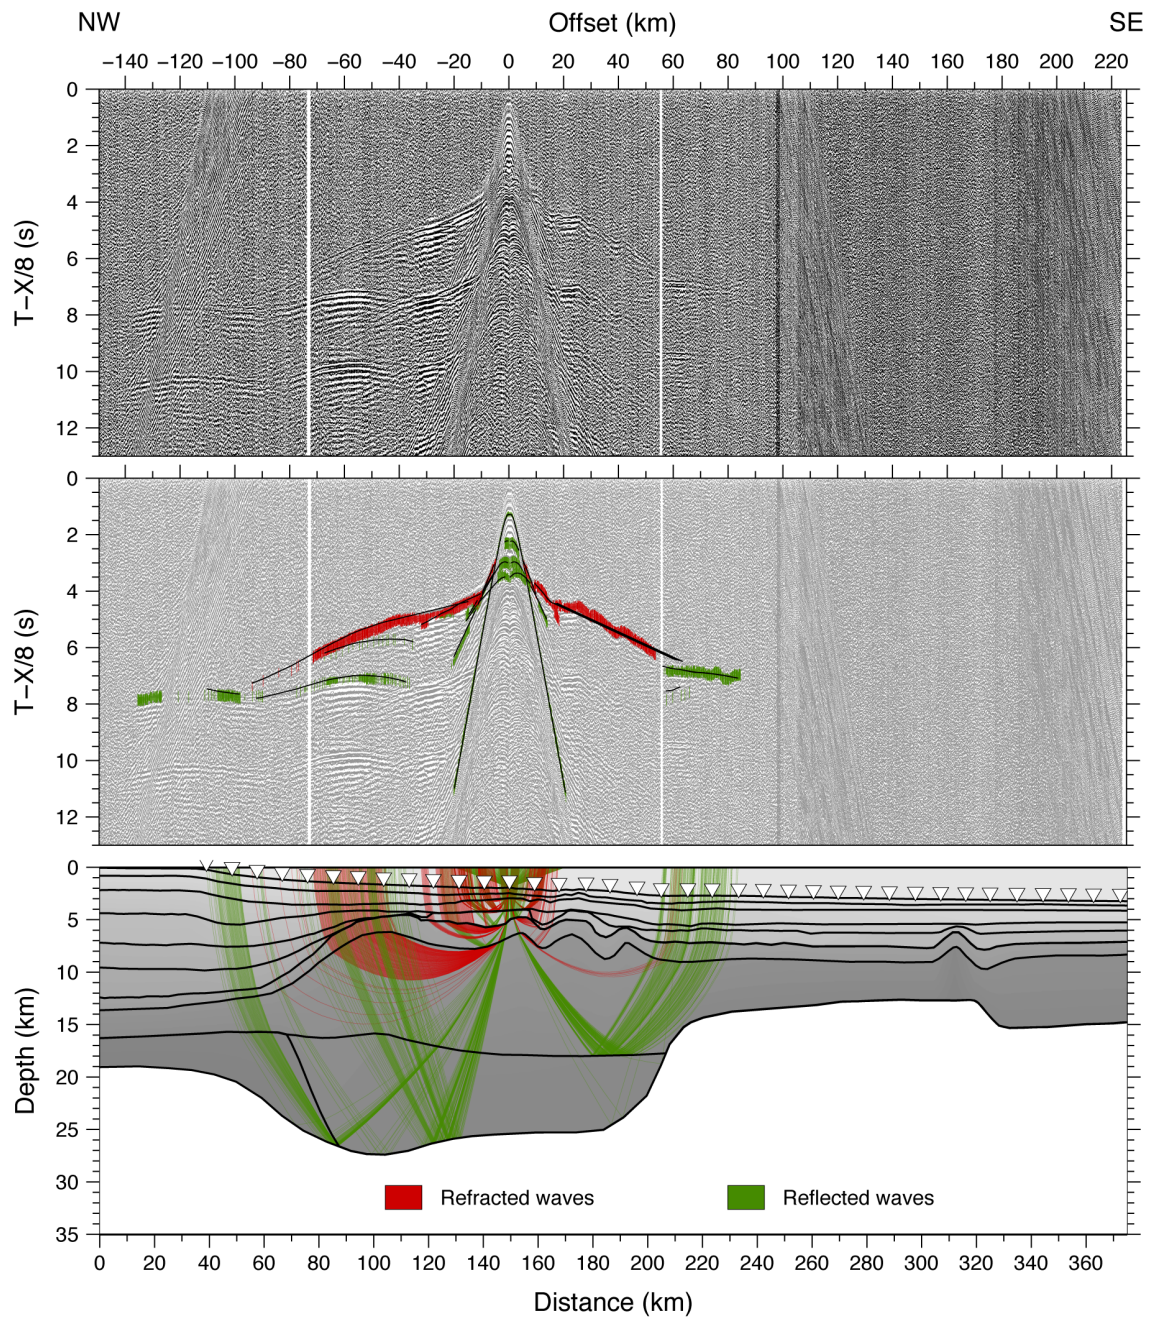 NW Offset (km) SE
−140 −120 −100 −80 −60 −40 −20 0 20 40 60 80 100 120 140 160 180 200 220
0
2
4
6
8
10
12
T−X/8 (s)
0
2
4
6
8
10
12
T−X/8 (s)
0
5
10
15
20
25
30
35
Depth (km)
Refracted waves Reflected waves
0 20 40 60 80 100 120 140 160 180 200 220 240 260 280 300 320 340 360
Distance (km)